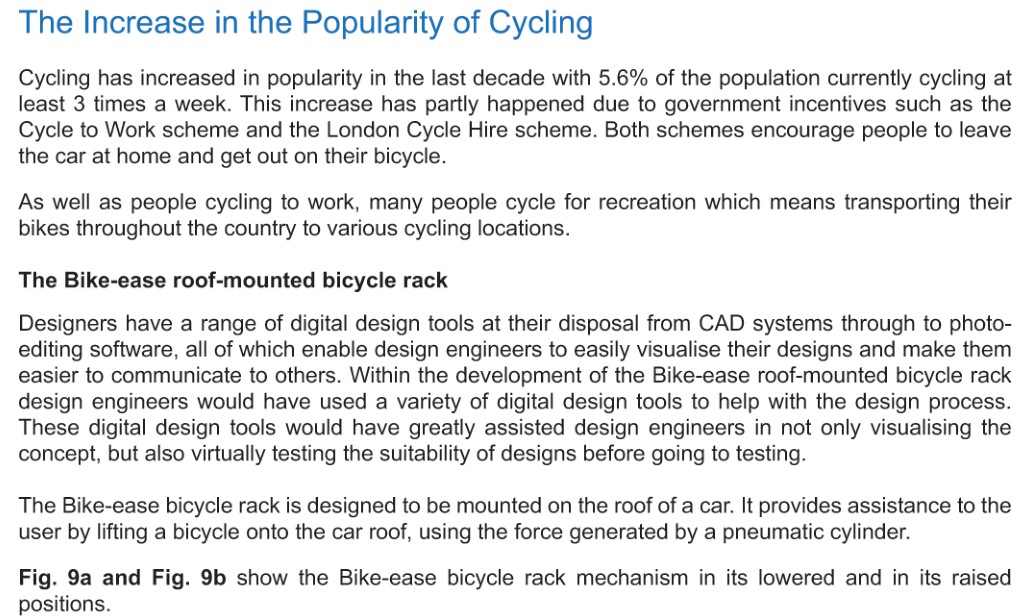 The Increase in the Popularity of Cycling
Cycling has increased in popularity in the last decade with 5.6% of the population currently cycling at
least 3 times a week. This increase has partly happened due to government incentives such as the
Cycle to Work scheme and the London Cycle Hire scheme. Both schemes encourage people to leave
the car at home and get out on their bicycle.
As well as people cycling to work, many people cycle for recreation which means transporting their
bikes throughout the country to various cycling locations.
The Bike-ease roof-mounted bicycle rack
Designers have a range of digital design tools at their disposal from CAD systems through to photo-
editing software, all of which enable design engineers to easily visualise their designs and make them
easier to communicate to others. Within the development of the Bike-ease roof-mounted bicycle rack
design engineers would have used a variety of digital design tools to help with the design process.
These digital design tools would have greatly assisted design engineers in not only visualising the
concept, but also virtually testing the suitability of designs before going to testing.
The Bike-ease bicycle rack is designed to be mounted on the roof of a car. It provides assistance to the
user by lifting a bicycle onto the car roof, using the force generated by a pneumatic cylinder.
Fig. 9a and Fig. 9b show the Bike-ease bicycle rack mechanism in its lowered and in its raised
positions.